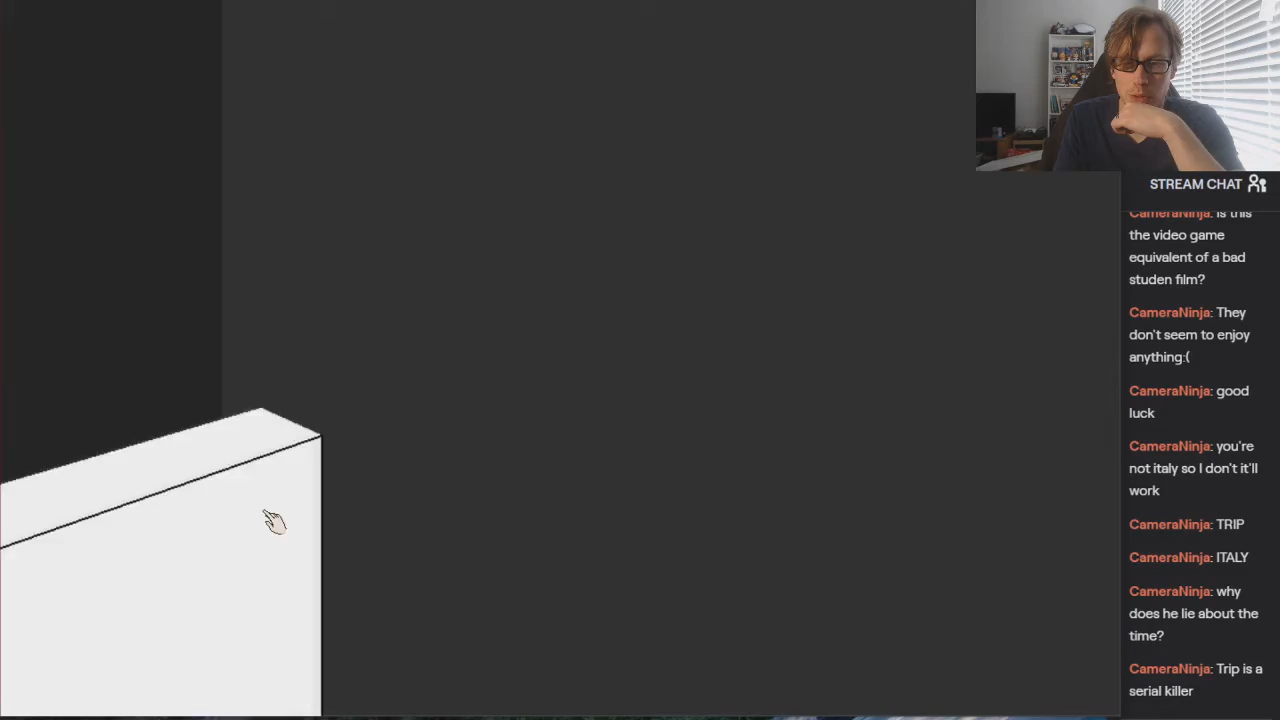 STREAM CHAT
CameraNinja: is this
the video game
equivalent of a bad
studen film?
CameraNinja: They
don't seem to enjoy
anything:(
CameraNinja: good
luck
CameraNinja: you're
not italy so I don't it'll
work
CameraNinja: TRIP
CameraNinja: ITALY
CameraNinja: why
does he lie about the
time?
CameraNinja: Trip is a
serial killer